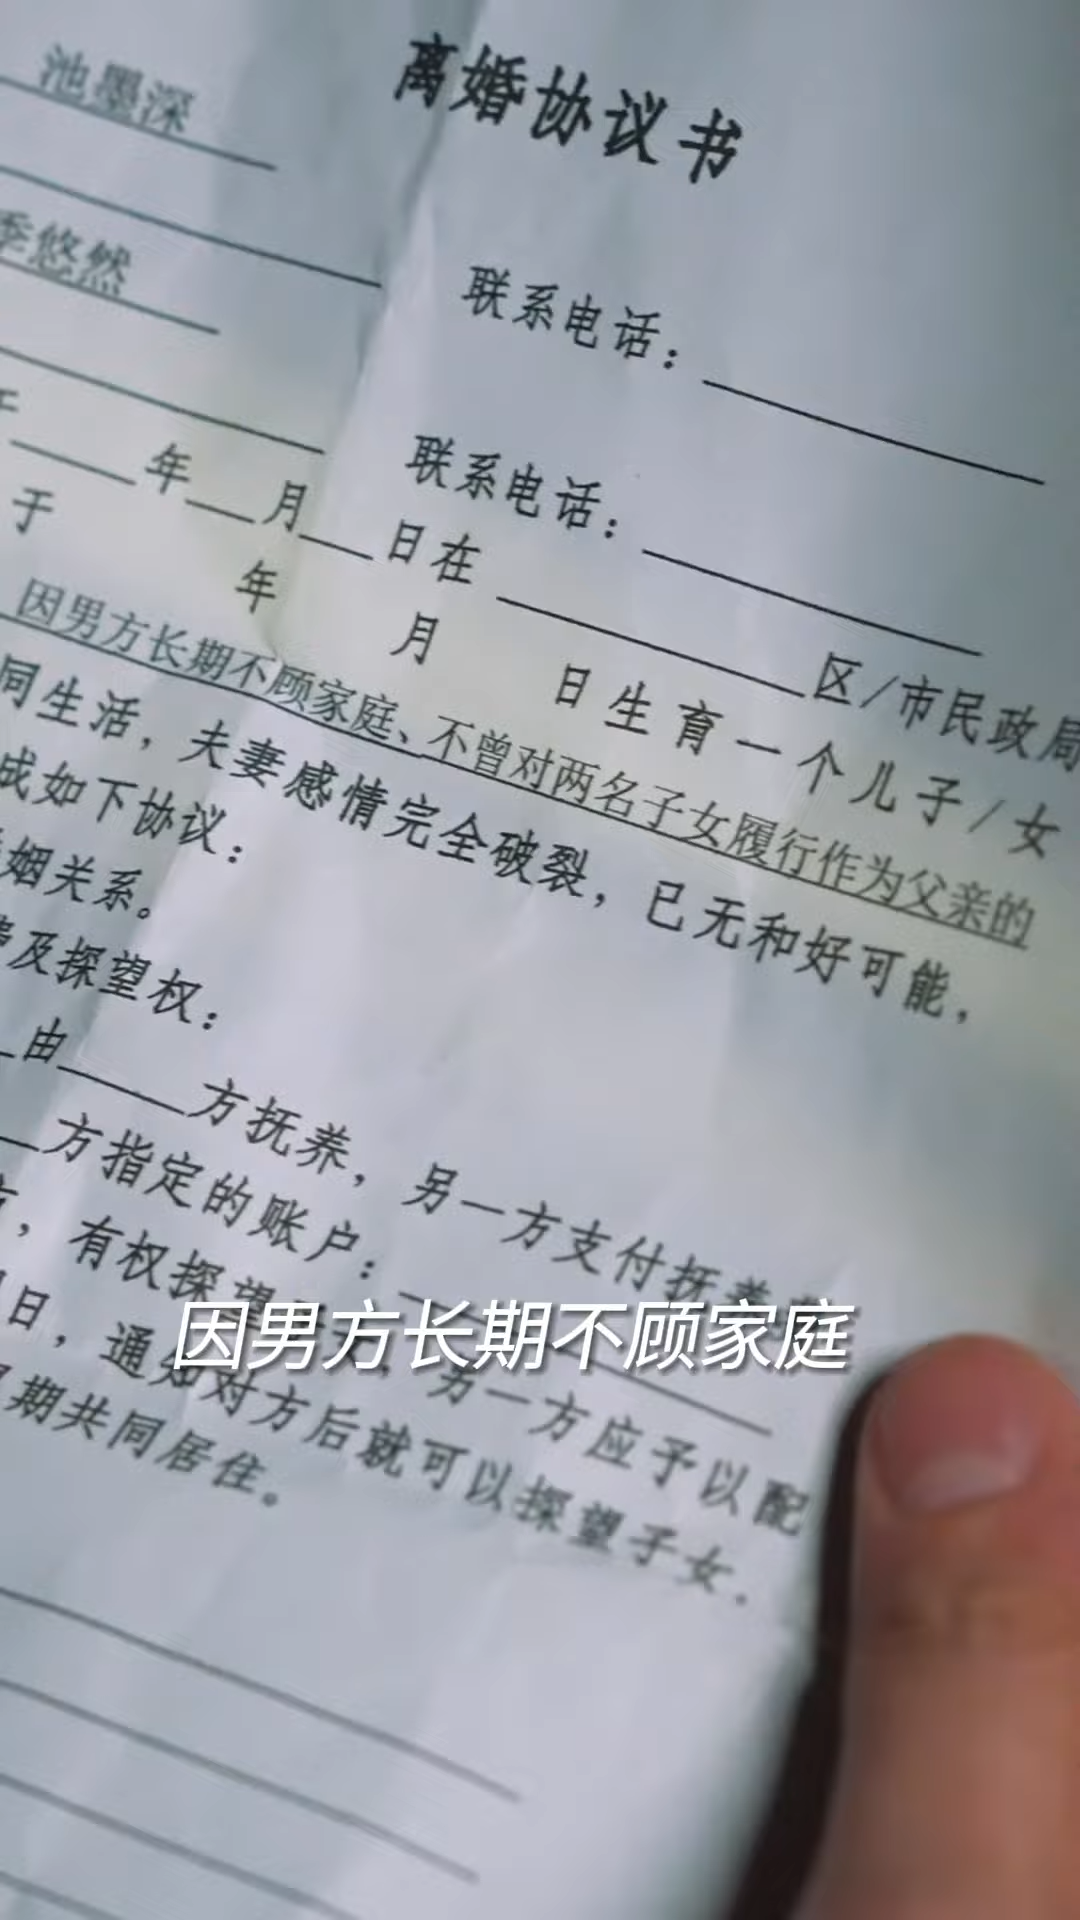 离婚协议书
池墨深
联系电话：
季悠然
联系电话：
年 月 日在 区/市民政局
于 年 月 日生育一个儿子/女
因男方长期不顾家庭、不曾对两名子女履行作为父亲的
同生活，夫妻感情完全破裂，已无和好可能，
成如下协议：
姻关系。
及探望权：
由 方抚养，另一方支付抚养
方指定的账户：
，有权探望 ，另一方应予以配
日，通知对方后就可以探望子女.
期共同居住。
因男方长期不顾家庭